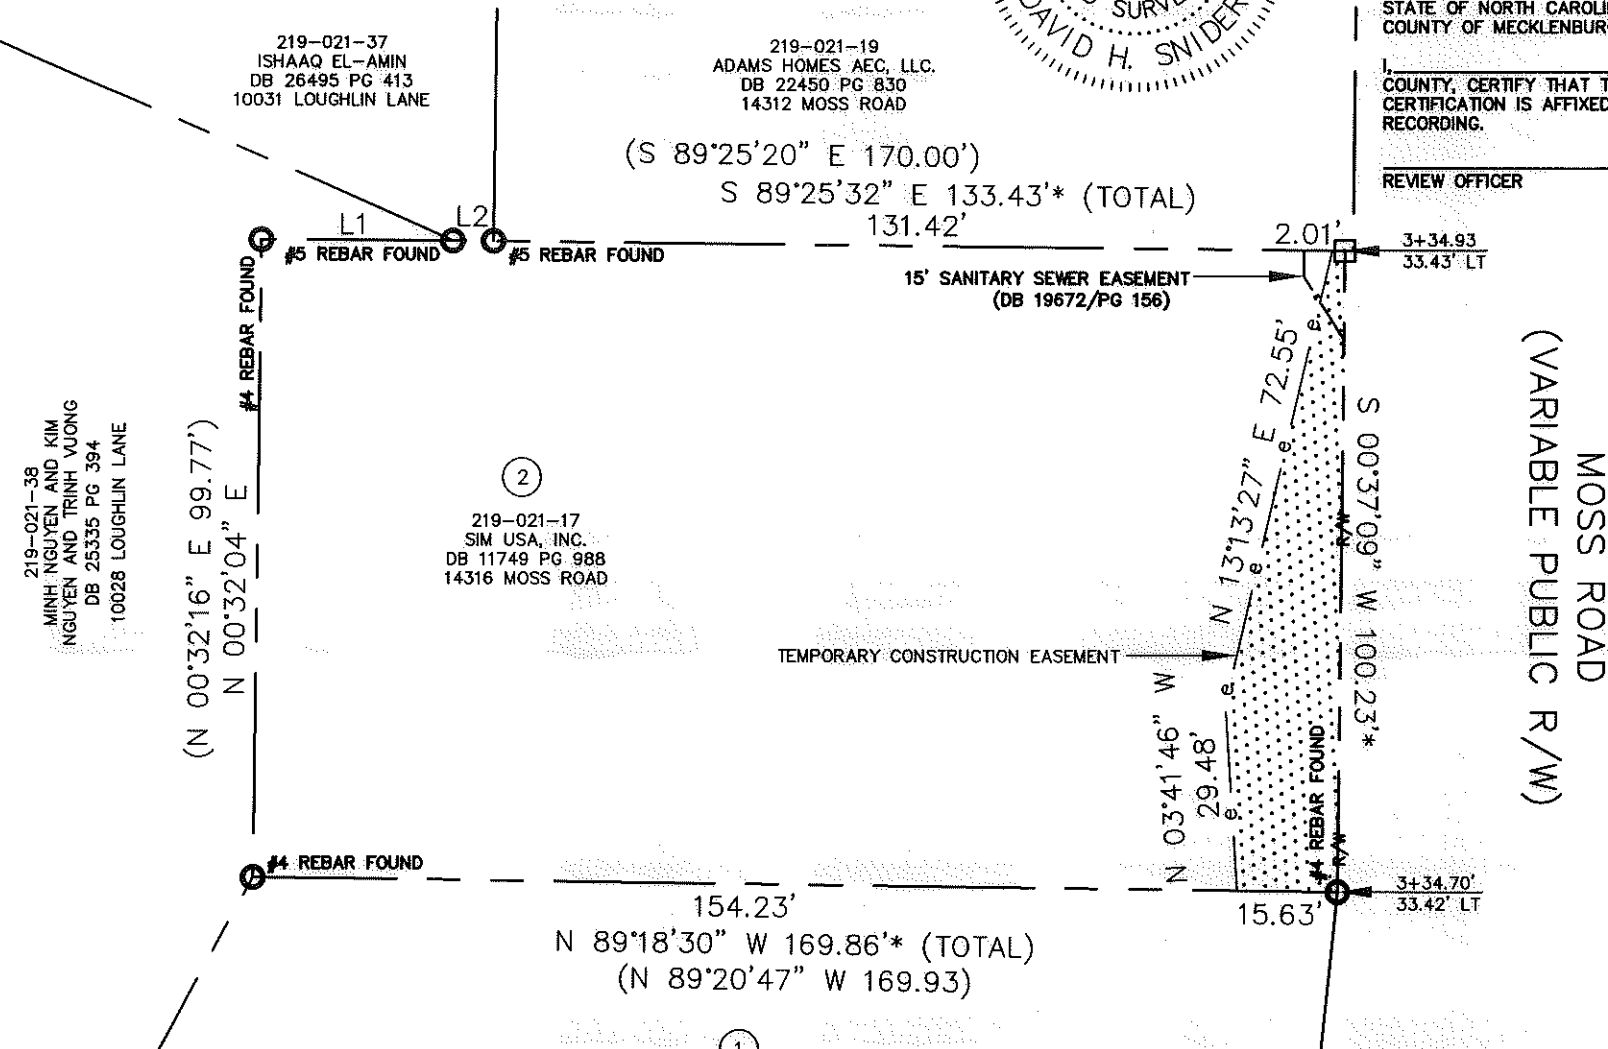 SURVE
DAVID H. SNIDER
STATE OF NORTH CAROLI
COUNTY OF MECKLENBUR
I,
COUNTY, CERTIFY THAT T
CERTIFICATION IS AFFIXED
RECORDING.
REVIEW OFFICER
219-021-37
ISHAAQ EL-AMIN
DB 26495 PG 413
10031 LOUGHLIN LANE
219-021-19
ADAMS HOMES AEC, LLC.
DB 22450 PG 830
14312 MOSS ROAD
(S 89°25'20" E 170.00')
S 89°25'32" E 133.43'* (TOTAL)
131.42'
2.01'
L1
L2
#5 REBAR FOUND
#5 REBAR FOUND
3+34.93
33.43' LT
15' SANITARY SEWER EASEMENT
(DB 19672/PG 156)
#4 REBAR FOUND
219-021-38
MINH NGUYEN AND KIM
NGUYEN AND TRINH VUONG
DB 25335 PG 394
10028 LOUGHLIN LANE
(N 00°32'16" E 99.77')
N 00°32'04" E
2
219-021-17
SIM USA, INC.
DB 11749 PG 988
14316 MOSS ROAD
N 13°13'27" E 72.55'
e
e
e
e
e
S 00°37'09" W 100.23'*
R/W
MOSS ROAD
(VARIABLE PUBLIC R/W)
TEMPORARY CONSTRUCTION EASEMENT
N 03°41'46" W
29.48'
#4 REBAR FOUND
R/W
#4 REBAR FOUND
3+34.70'
33.42' LT
154.23'
15.63'
N 89°18'30" W 169.86'* (TOTAL)
(N 89°20'47" W 169.93)
1